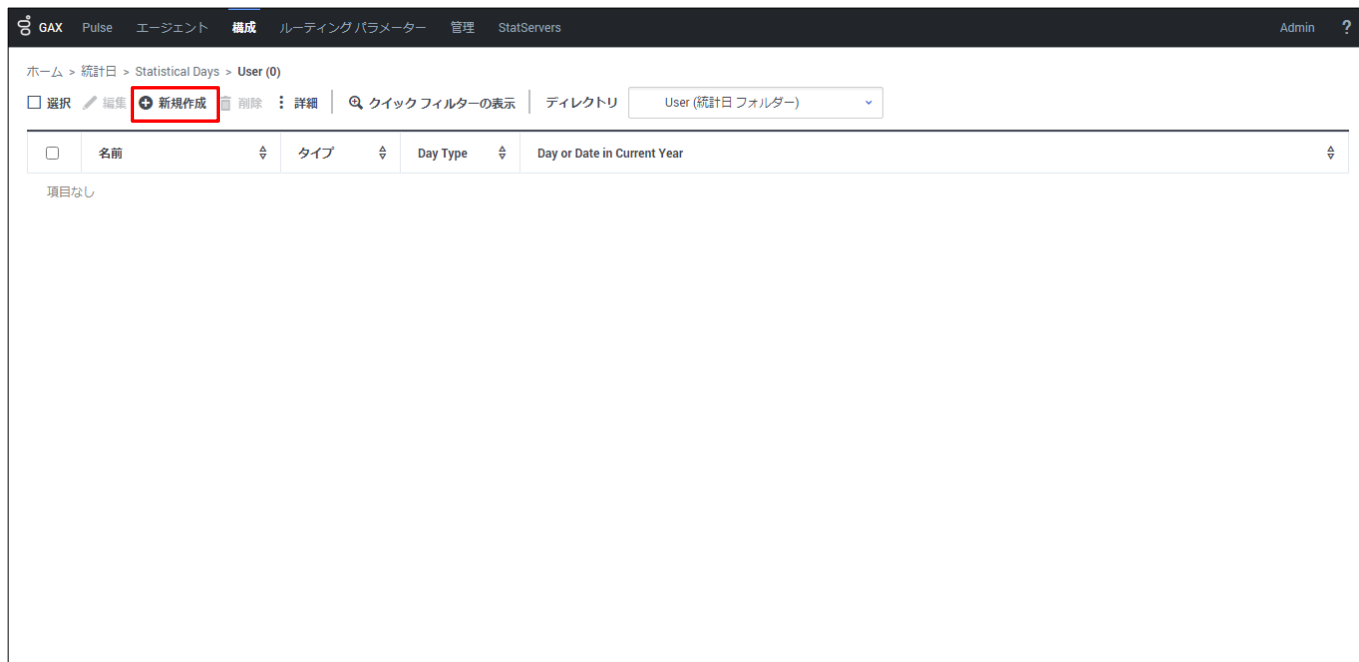 GAX Pulse エージェント 構成 ルーティング パラメーター 管理 StatServers Admin ?
ホーム > 統計日 > Statistical Days > User (0)
選択 編集 新規作成 削除 詳細 クイック フィルターの表示 ディレクトリ User (統計日 フォルダー)
名前 タイプ Day Type Day or Date in Current Year
項目なし